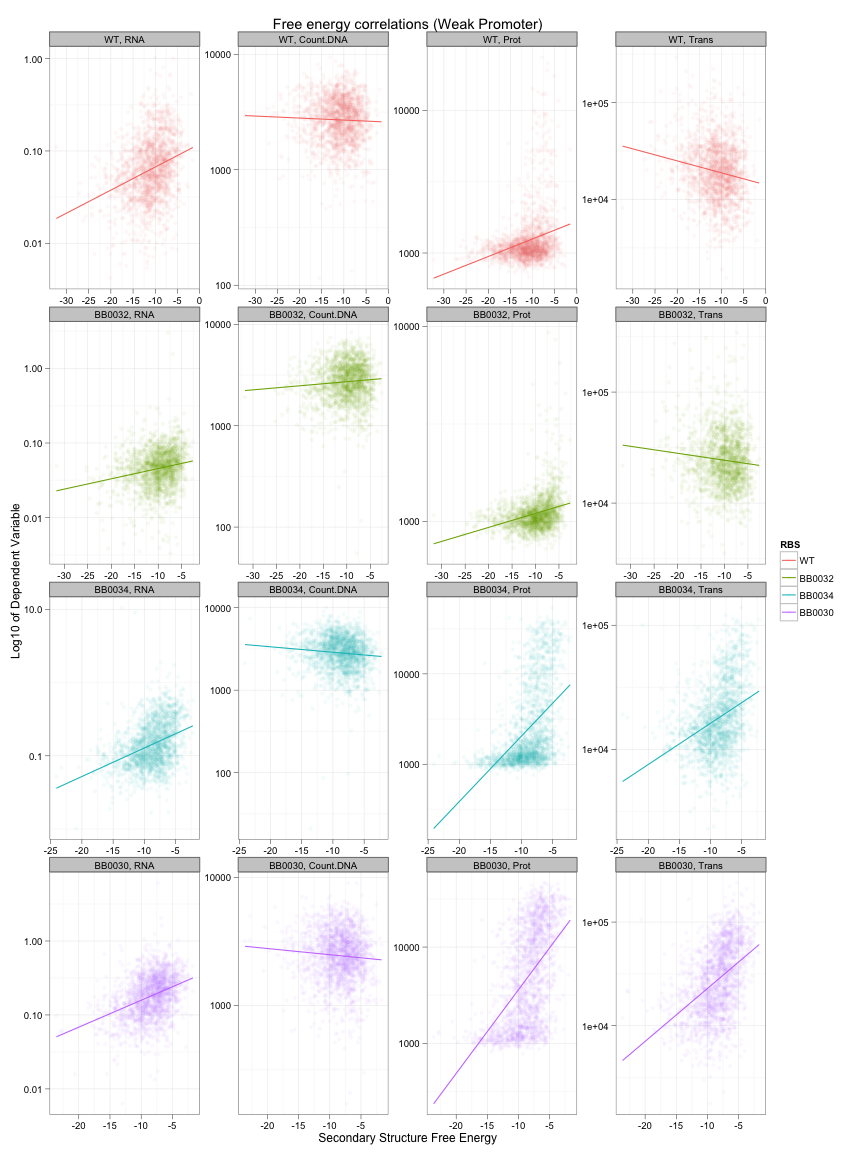 Free energy correlations (Weak Promoter)
WT, RNA
WT, Count.DNA
WT, Prot
WT, Trans
1.00
0.10
0.01
10000
1000
100
10000
1000
1e+05
1e+04
-30 -25 -20 -15 -10 -5 0
-30 -25 -20 -15 -10 -5 0
-30 -25 -20 -15 -10 -5 0
-30 -25 -20 -15 -10 -5 0
BB0032, RNA
BB0032, Count.DNA
BB0032, Prot
BB0032, Trans
1.00
0.10
0.01
10000
1000
100
10000
1000
1e+05
1e+04
-30 -25 -20 -15 -10 -5
-30 -25 -20 -15 -10 -5
-30 -25 -20 -15 -10 -5
-30 -25 -20 -15 -10 -5
BB0034, RNA
BB0034, Count.DNA
BB0034, Prot
BB0034, Trans
10.0
0.1
10000
1000
100
10000
1000
1e+05
1e+04
-25 -20 -15 -10 -5
-25 -20 -15 -10 -5
-25 -20 -15 -10 -5
-25 -20 -15 -10 -5
BB0030, RNA
BB0030, Count.DNA
BB0030, Prot
BB0030, Trans
1.00
0.10
0.01
10000
1000
10000
1000
1e+05
1e+04
-20 -15 -10 -5
-20 -15 -10 -5
-20 -15 -10 -5
-20 -15 -10 -5
Secondary Structure Free Energy
Log10 of Dependent Variable
RBS
WT
BB0032
BB0034
BB0030